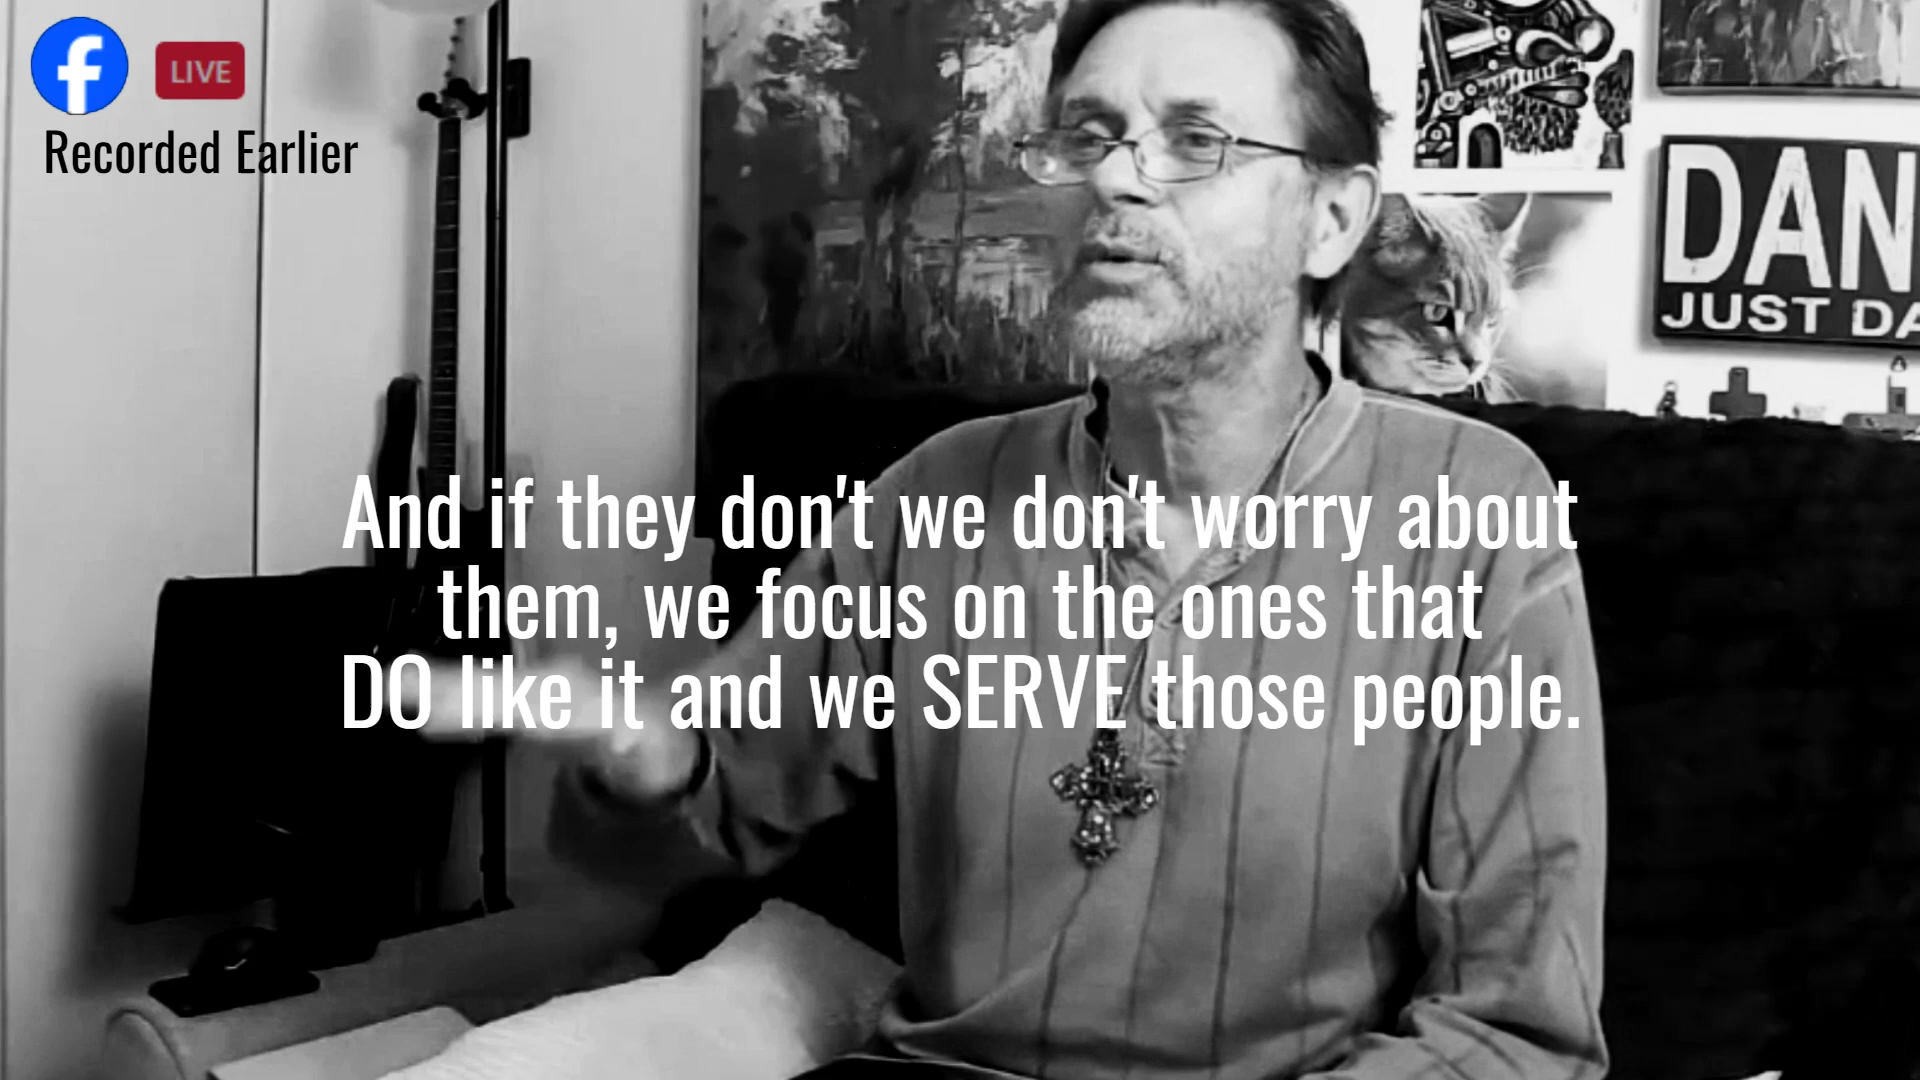 f
LIVE
Recorded Earlier
DAN
JUST DA
And if they don't we don't worry about
them, we focus on the ones that
DO like it and we SERVE those people.